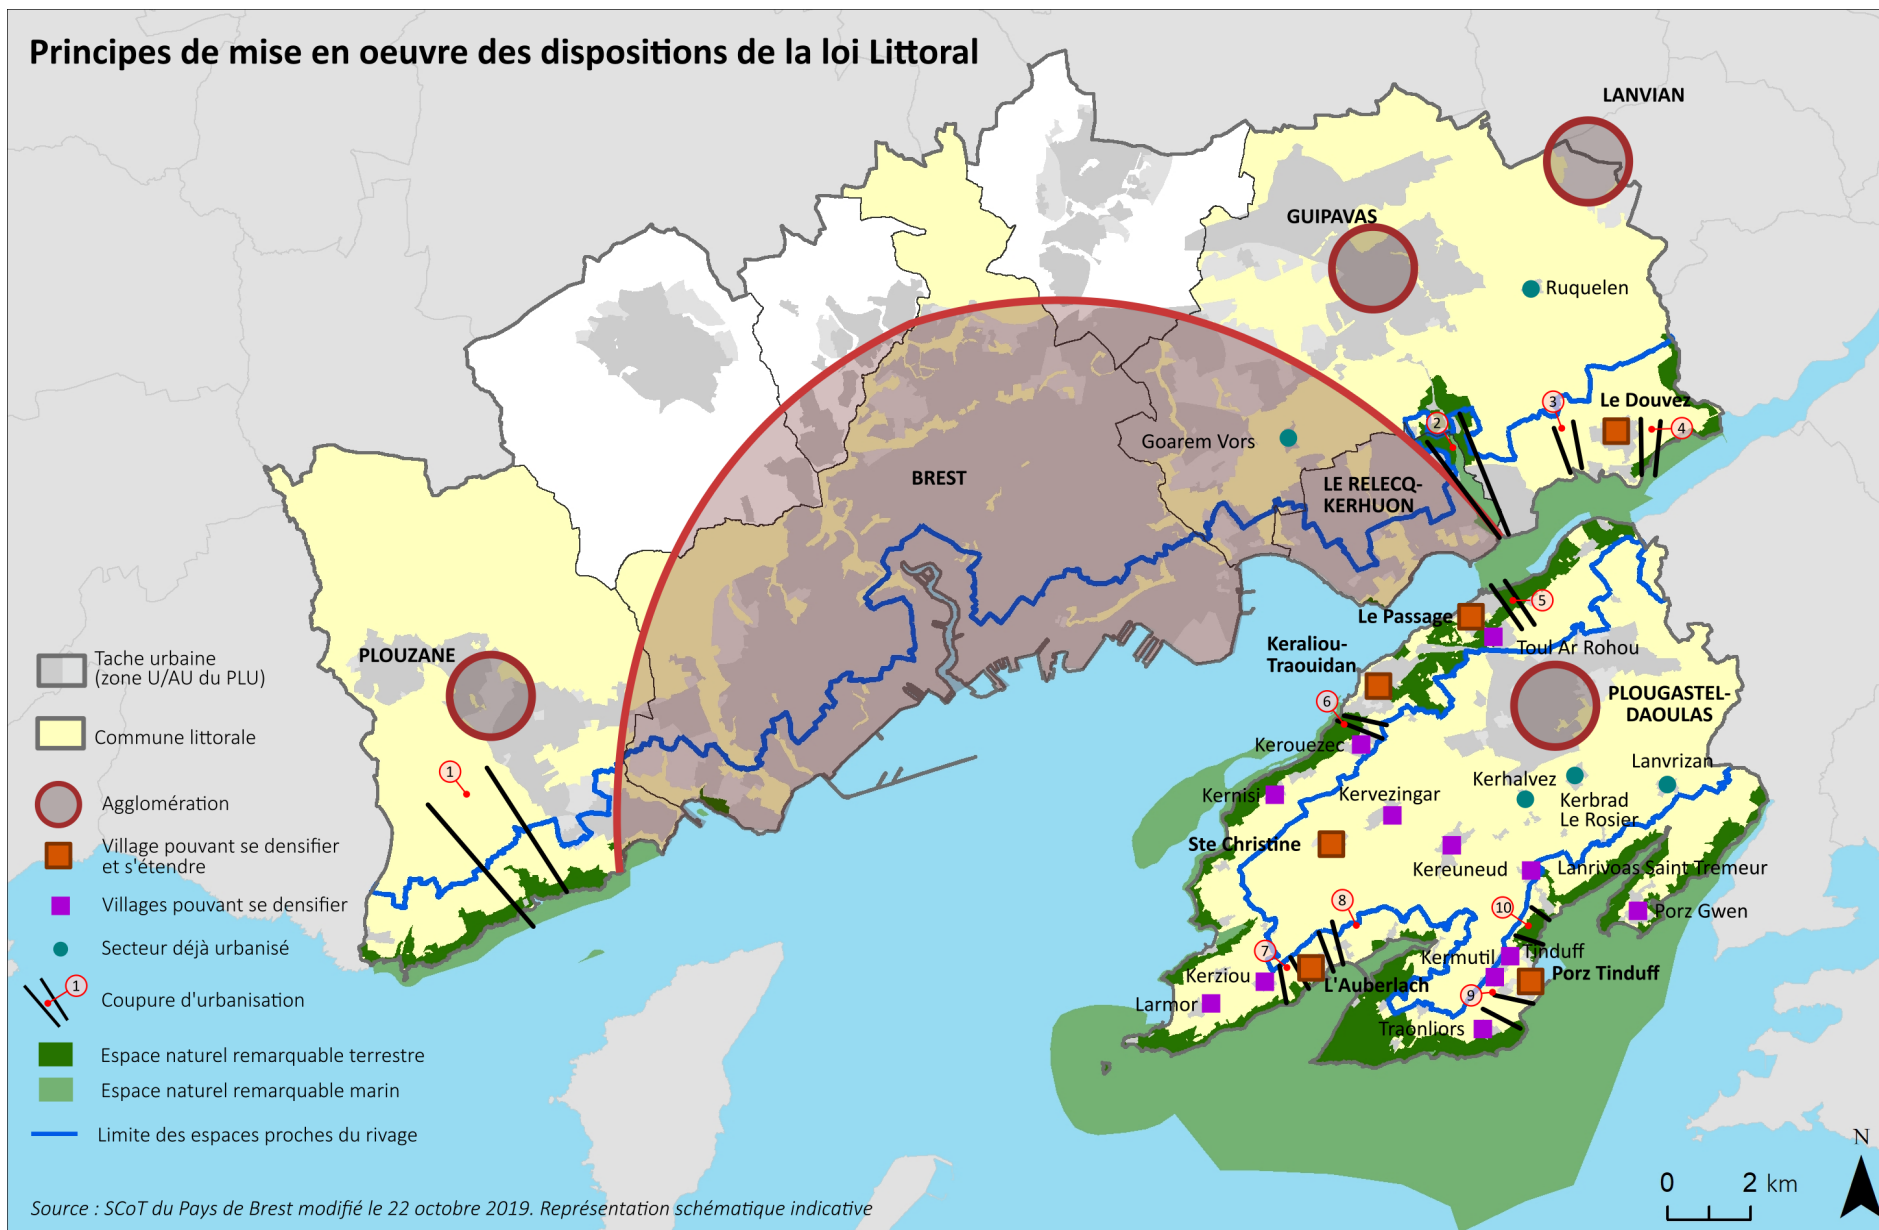 Principes de mise en oeuvre des dispositions de la loi Littoral
LANVIAN
GUIPAVAS
Ruquelen
3
Le Douvez
2
4
Goarem Vors
BREST
LE RELECQ-
KERHUON
5
Le Passage
Keraliou-
Traouidan
Toul Ar Rohou
PLOUZANE
PLOUGASTEL-
DAOULAS
6
Kerouezec
1
Kernisi
Kervezingar
Kerhalvez
Lanvrizan
Kerbrad
Le Rosier
Ste Christine
Kereuneud
Lanrivoas Saint Tremeur
8
10
Porz Gwen
7
Kermutil
Tinduff
Kerziou
L'Auberlach
Porz Tinduff
9
Larmor
Traonliors
Tache urbaine
(zone U/AU du PLU)
Commune littorale
Agglomération
Village pouvant se densifier
et s'étendre
Villages pouvant se densifier
Secteur déjà urbanisé
1
Coupure d'urbanisation
Espace naturel remarquable terrestre
Espace naturel remarquable marin
Limite des espaces proches du rivage
Source : SCoT du Pays de Brest modifié le 22 octobre 2019. Représentation schématique indicative
N
0 2 km